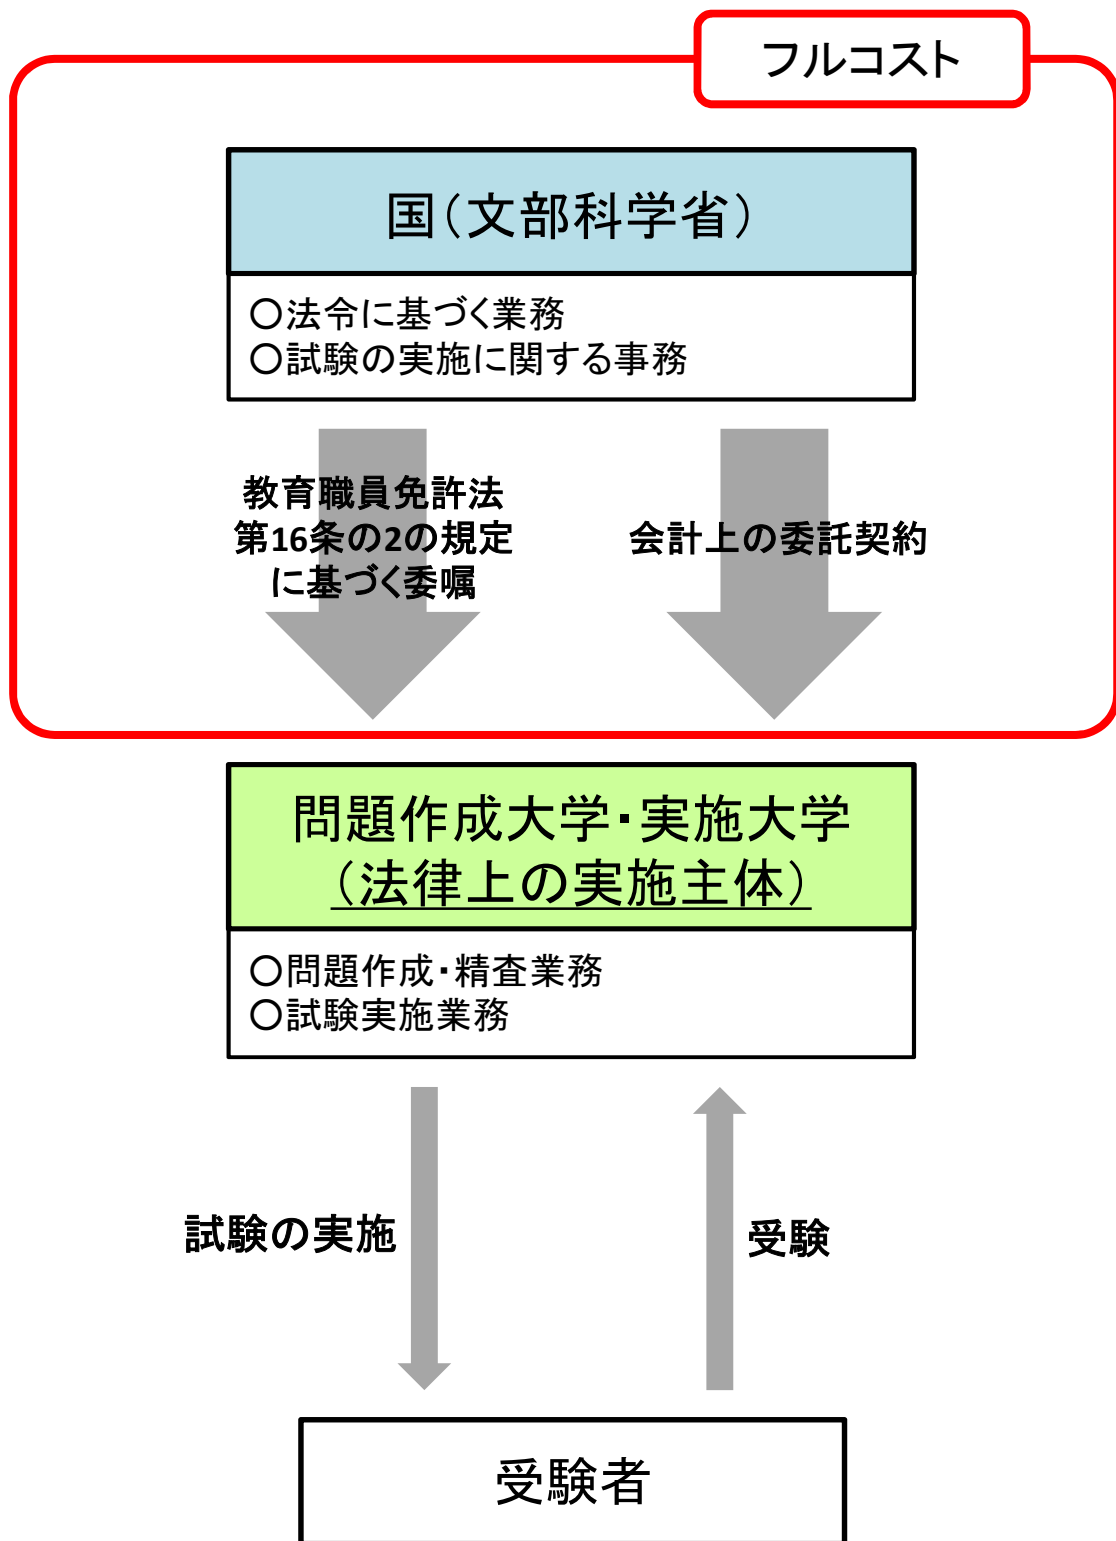 フルコスト
国(文部科学省)
○法令に基づく業務
○試験の実施に関する事務
教育職員免許法
第16条の2の規定
に基づく委嘱
会計上の委託契約
問題作成大学・実施大学
(法律上の実施主体)
○問題作成・精査業務
○試験実施業務
試験の実施
受験
受験者